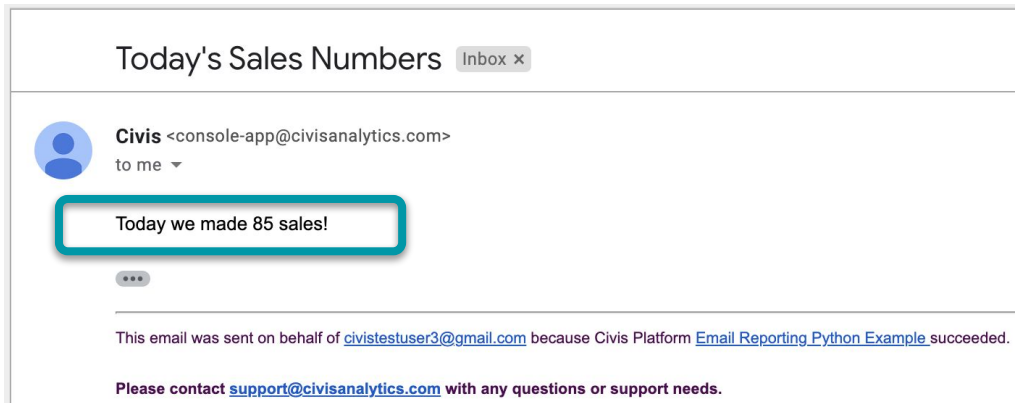 Today's Sales Numbers Inbox ×
Civis <console-app@civisanalytics.com>
to me
Today we made 85 sales!
This email was sent on behalf of civistestuser3@gmail.com because Civis Platform Email Reporting Python Example succeeded.
Please contact support@civisanalytics.com with any questions or support needs.